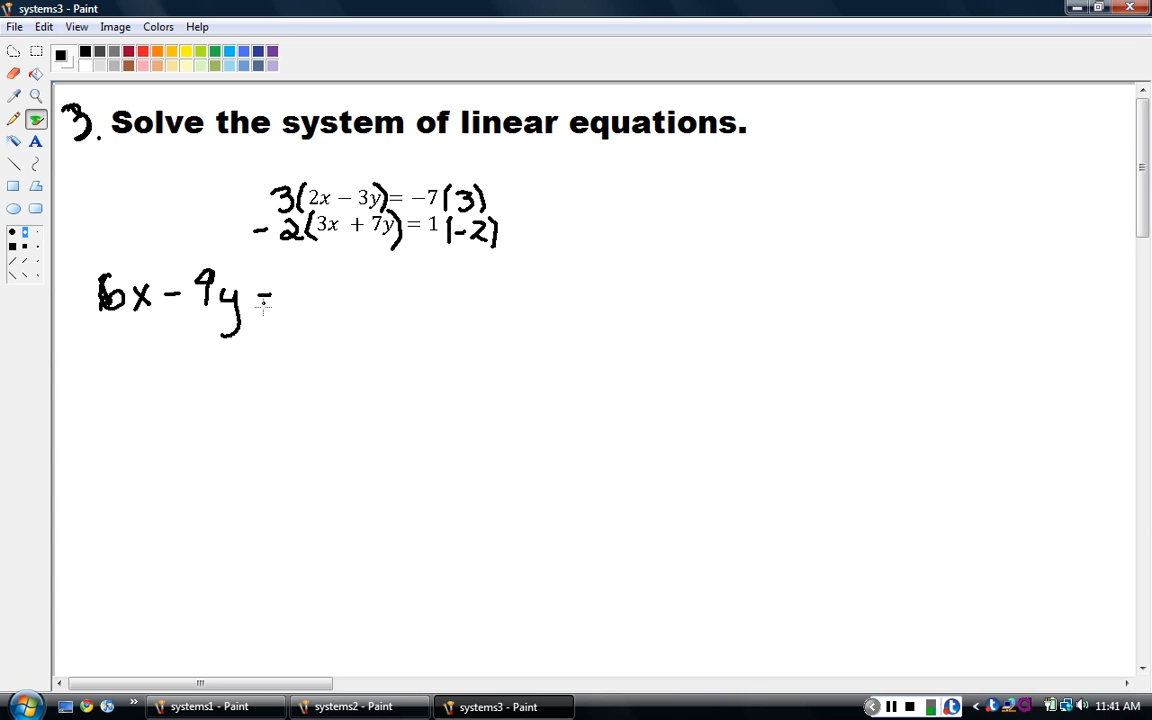 systems3 - Paint
File Edit View Image Colors Help
3. Solve the system of linear equations.
3(2x − 3y) = −7(3)
-2(3x + 7y) = 1(-2)
6x - 9y =
systems1 - Paint systems2 - Paint systems3 - Paint 11:41 AM